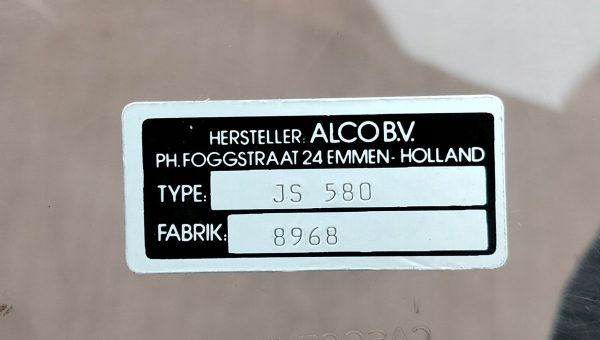 HERSTELLER: ALCO B.V.
PH. FOGGSTRAAT 24 EMMEN - HOLLAND
TYPE: JS 580
FABRIK: 8968